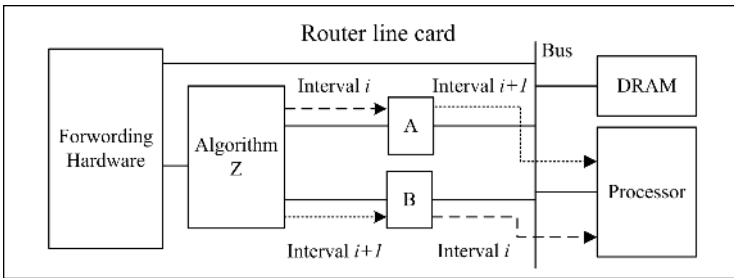 Router line card
Bus
Interval i
Interval i+1
DRAM
A
Forwording
Hardware
Algorithm
Z
Processor
B
Interval i+1
Interval i